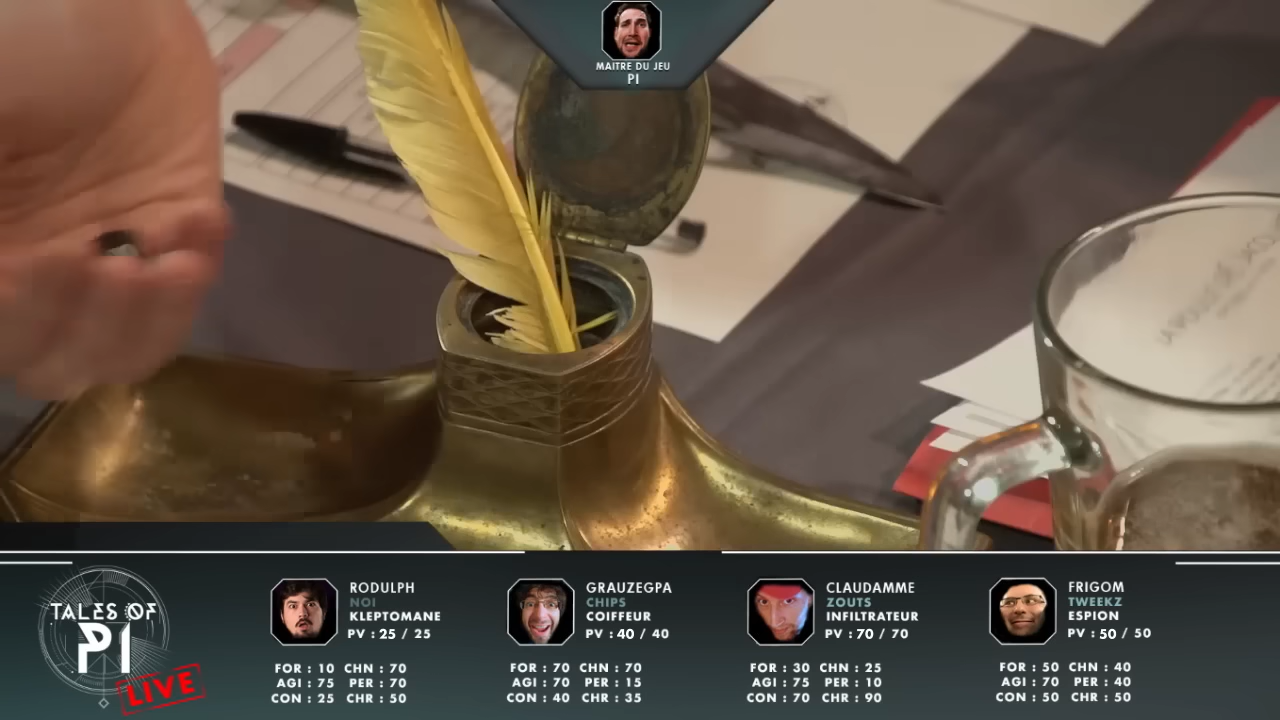 MAITRE DU JEU
PI
TALES OF
PI
LIVE
RODULPH
NOI
KLEPTOMANE
PV : 25 / 25
FOR : 10 CHN : 70
AGI : 75 PER : 70
CON : 25 CHR : 50
GRAUZEGPA
CHIPS
COIFFEUR
PV : 40 / 40
FOR : 70 CHN : 70
AGI : 70 PER : 15
CON : 40 CHR : 35
CLAUDAMME
ZOUTS
INFILTRATEUR
PV : 70 / 70
FOR : 30 CHN : 25
AGI : 75 PER : 10
CON : 70 CHR : 90
FRIGOM
TWEEKZ
ESPION
PV : 50 / 50
FOR : 50 CHN : 40
AGI : 70 PER : 40
CON : 50 CHR : 50